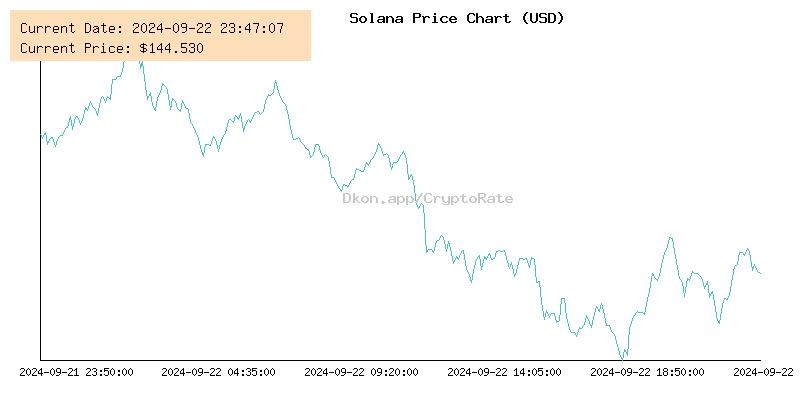 Solana Price Chart (USD)
Current Date: 2024-09-22 23:47:07
Current Price: $144.530
Dkon.app/CryptoRate
2024-09-21 23:50:00 2024-09-22 04:35:00 2024-09-22 09:20:00 2024-09-22 14:05:00 2024-09-22 18:50:00 2024-09-22